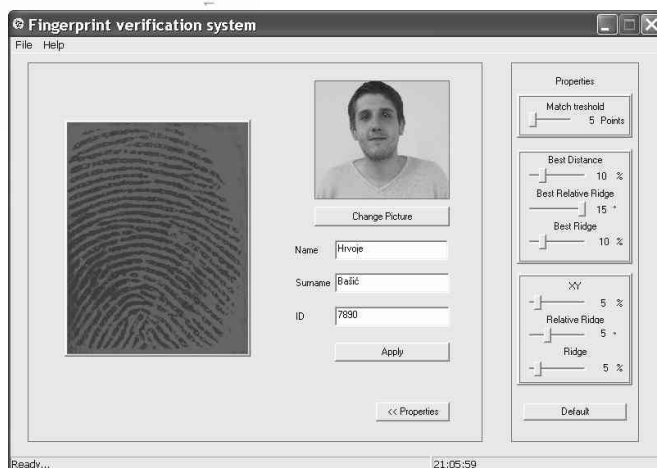 Fingerprint verification system
File Help
Change Picture
Name Hrvoje
Surname Bašić
ID 7890
Apply
<< Properties
Properties
Match treshold
5 Points
Best Distance
10 %
Best Relative Ridge
15 °
Best Ridge
10 %
XY
5 %
Relative Ridge
5 °
Ridge
5 %
Default
Ready... 21:05:59